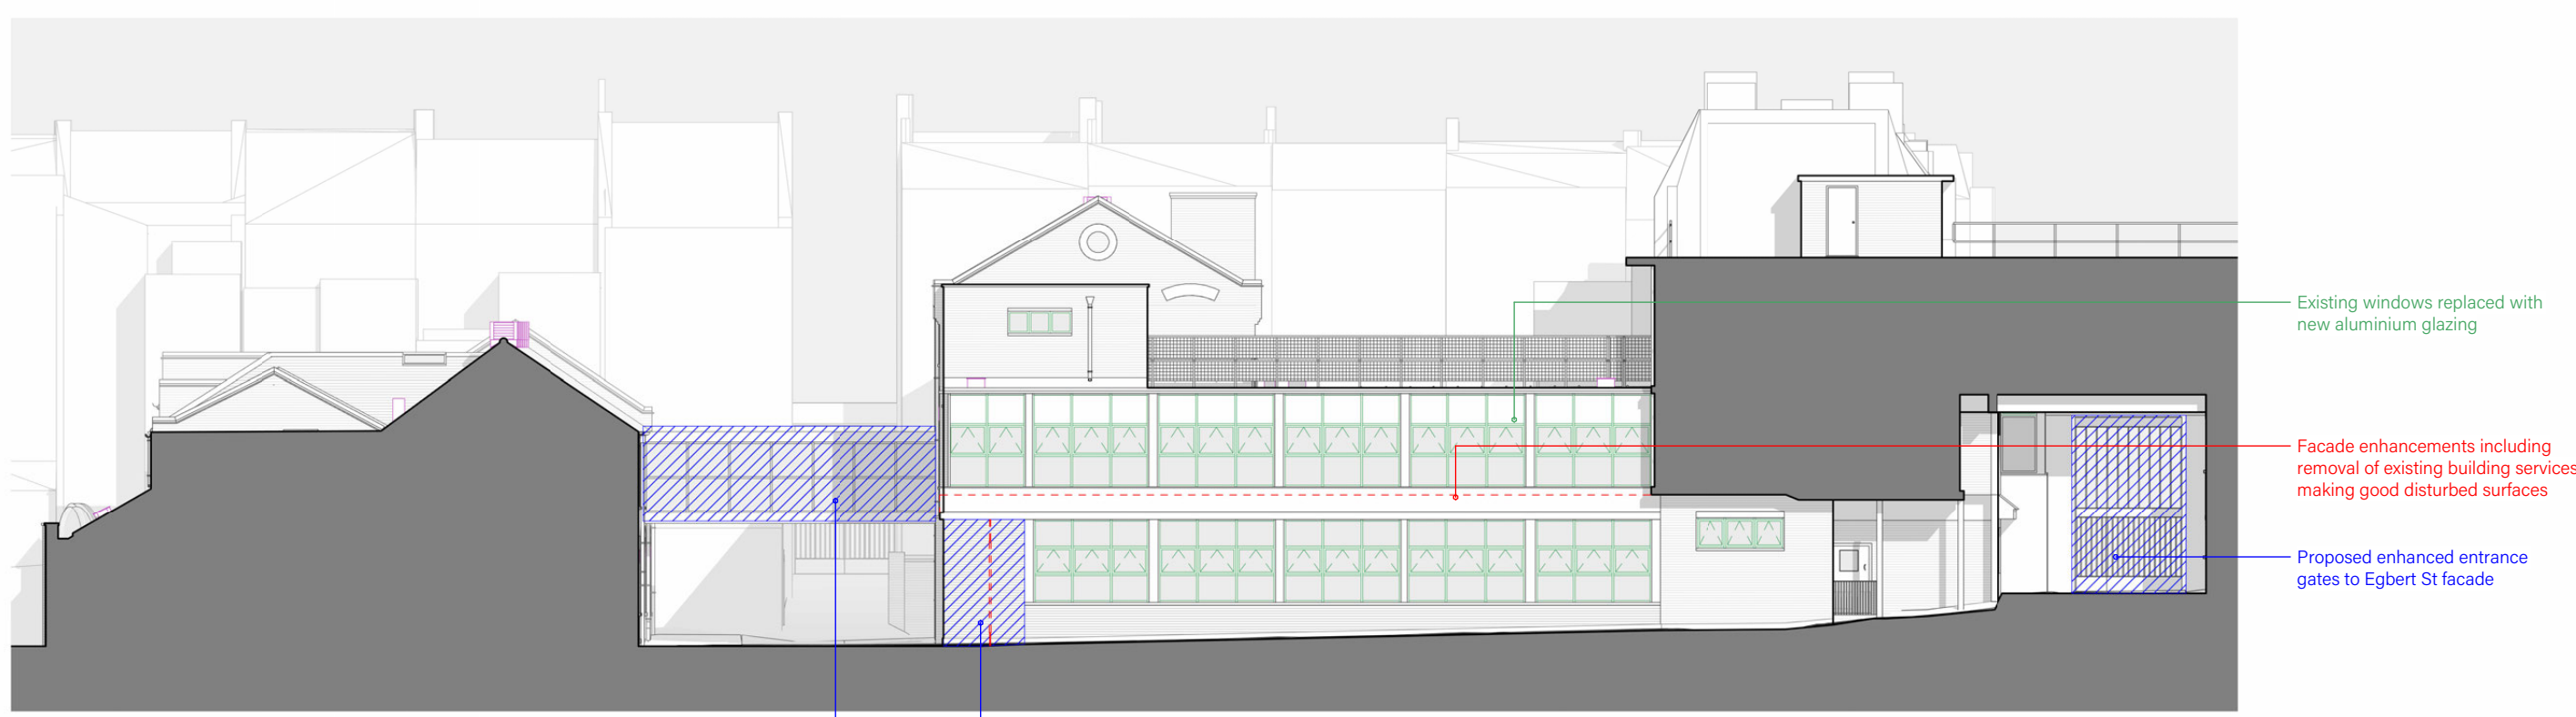 Existing windows replaced with
new aluminium glazing
Facade enhancements including
removal of existing building services
making good disturbed surfaces
Proposed enhanced entrance
gates to Egbert St facade